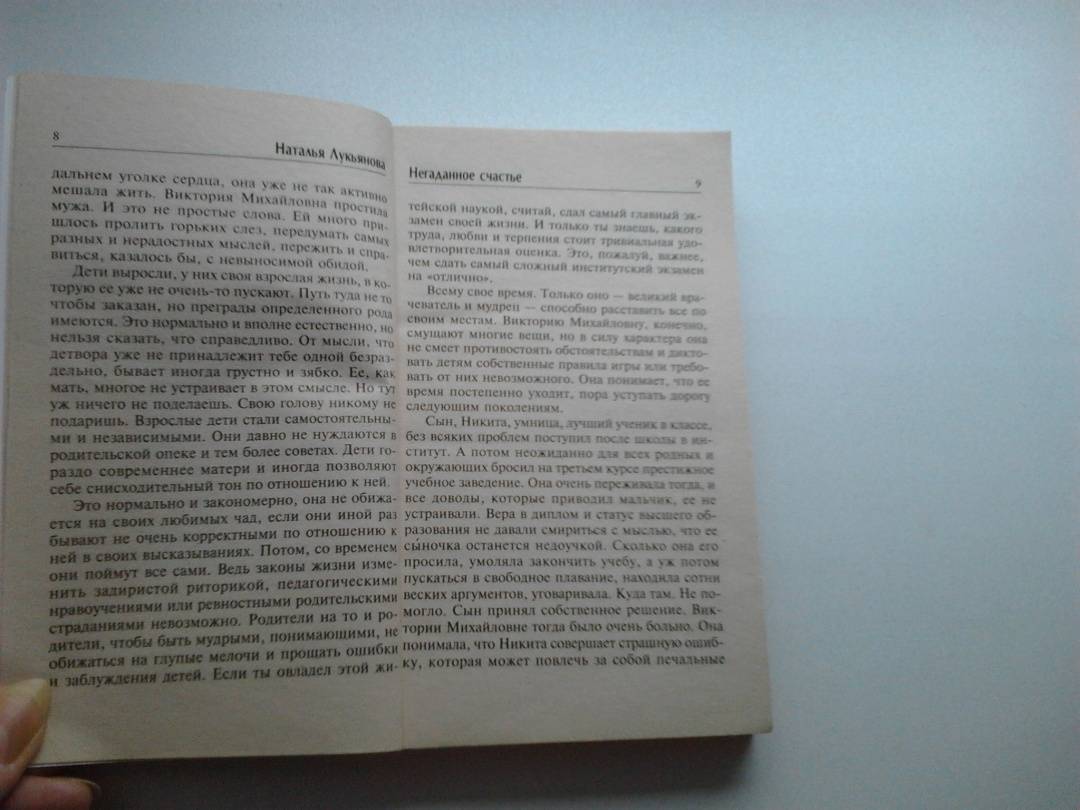 8
Наталья Лукьянова
дальнем уголке сердца, она уже не так активно
мешала жить. Виктория Михайловна простила
мужа. И это не простые слова. Ей много при-
шлось пролить горьких слез, передумать самых
разных и нерадостных мыслей, пережить и спра-
виться, казалось бы, с невыносимой обидой.
Дети выросли, у них своя взрослая жизнь, в ко-
торую ее уже не очень-то пускают. Путь туда не то
чтобы заказан, но преграды определенного рода
имеются. Это нормально и вполне естественно, но
нельзя сказать, что справедливо. От мысли, что
детвора уже не принадлежит тебе одной безраз-
дельно, бывает иногда грустно и зябко. Ее, как
мать, многое не устраивает в этом смысле. Но тут
уж ничего не поделаешь. Свою голову никому не
подаришь. Взрослые дети стали самостоятельны-
ми и независимыми. Они давно не нуждаются в
родительской опеке и тем более советах. Дети го-
раздо современнее матери и иногда позволяют
себе снисходительный тон по отношению к ней.
Это нормально и закономерно, она не обижа-
ется на своих любимых чад, если они иной раз
бывают не очень корректными по отношению к
ней в своих высказываниях. Потом, со временем
они поймут все сами. Ведь законы жизни изме-
нить задиристой риторикой, педагогическими
нравоучениями или ревностными родительскими
страданиями невозможно. Родители на то и ро-
дители, чтобы быть мудрыми, понимающими, не
обижаться на глупые мелочи и прощать ошибки
и заблуждения детей. Если ты овладел этой жи-
Негаданное счастье
9
тейской наукой, считай, сдал самый главный эк-
замен своей жизни. И только ты знаешь, какого
труда, любви и терпения стоит тривиальная удо-
влетворительная оценка. Это, пожалуй, важнее,
чем сдать самый сложный институтский экзамен
на «отлично».
Всему свое время. Только оно — великий вра-
чеватель и мудрец — способно расставить все по
своим местам. Викторию Михайловну, конечно,
смущают многие вещи, но в силу характера она
не смеет противостоять обстоятельствам и дикто-
вать детям собственные правила игры или требо-
вать от них невозможного. Она понимает, что ее
время постепенно уходит, пора уступать дорогу
следующим поколениям.
Сын, Никита, умница, лучший ученик в классе,
без всяких проблем поступил после школы в ин-
ститут. А потом неожиданно для всех родных и
окружающих бросил на третьем курсе престижное
учебное заведение. Она очень переживала тогда, и
все доводы, которые приводил мальчик, ее не
устраивали. Вера в диплом и статус высшего об-
разования не давали смириться с мыслью, что ее
сы́ночка останется недоучкой. Сколько она его
просила, умоляла закончить учебу, а уж потом
пускаться в свободное плавание, находила сотни
веских аргументов, уговаривала. Куда там. Не по-
могло. Сын принял собственное решение. Вик-
тории Михайловне тогда было очень больно. Она
понимала, что Никита совершает страшную ошиб-
ку, которая может повлечь за собой печальные